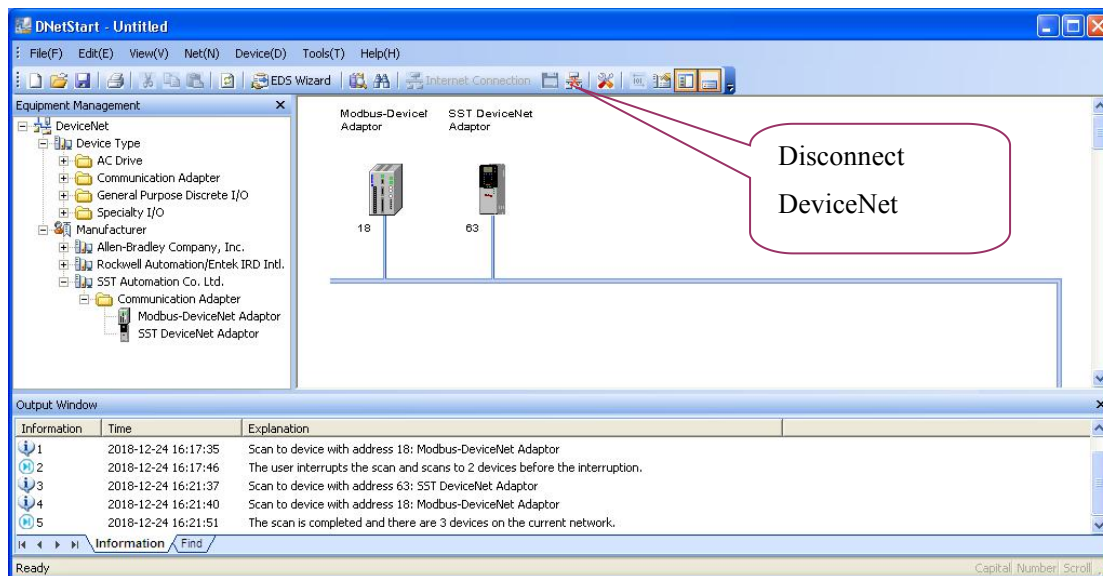 DNetStart - Untitled
File(F) Edit(E) View(V) Net(N) Device(D) Tools(T) Help(H)
EDS Wizard Internet Connection
Equipment Management
DeviceNet
Device Type
AC Drive
Communication Adapter
General Purpose Discrete I/O
Specialty I/O
Manufacturer
Allen-Bradley Company, Inc.
Rockwell Automation/Entek IRD Intl.
SST Automation Co. Ltd.
Communication Adapter
Modbus-DeviceNet Adaptor
SST DeviceNet Adaptor
Modbus-Devicel SST DeviceNet
Adaptor Adaptor
18 63
Disconnect
DeviceNet
Output Window
Information Time Explanation
1 2018-12-24 16:17:35 Scan to device with address 18: Modbus-DeviceNet Adaptor
2 2018-12-24 16:17:46 The user interrupts the scan and scans to 2 devices before the interruption.
3 2018-12-24 16:21:37 Scan to device with address 63: SST DeviceNet Adaptor
4 2018-12-24 16:21:40 Scan to device with address 18: Modbus-DeviceNet Adaptor
5 2018-12-24 16:21:51 The scan is completed and there are 3 devices on the current network.
Information Find
Ready Capital Number Scroll